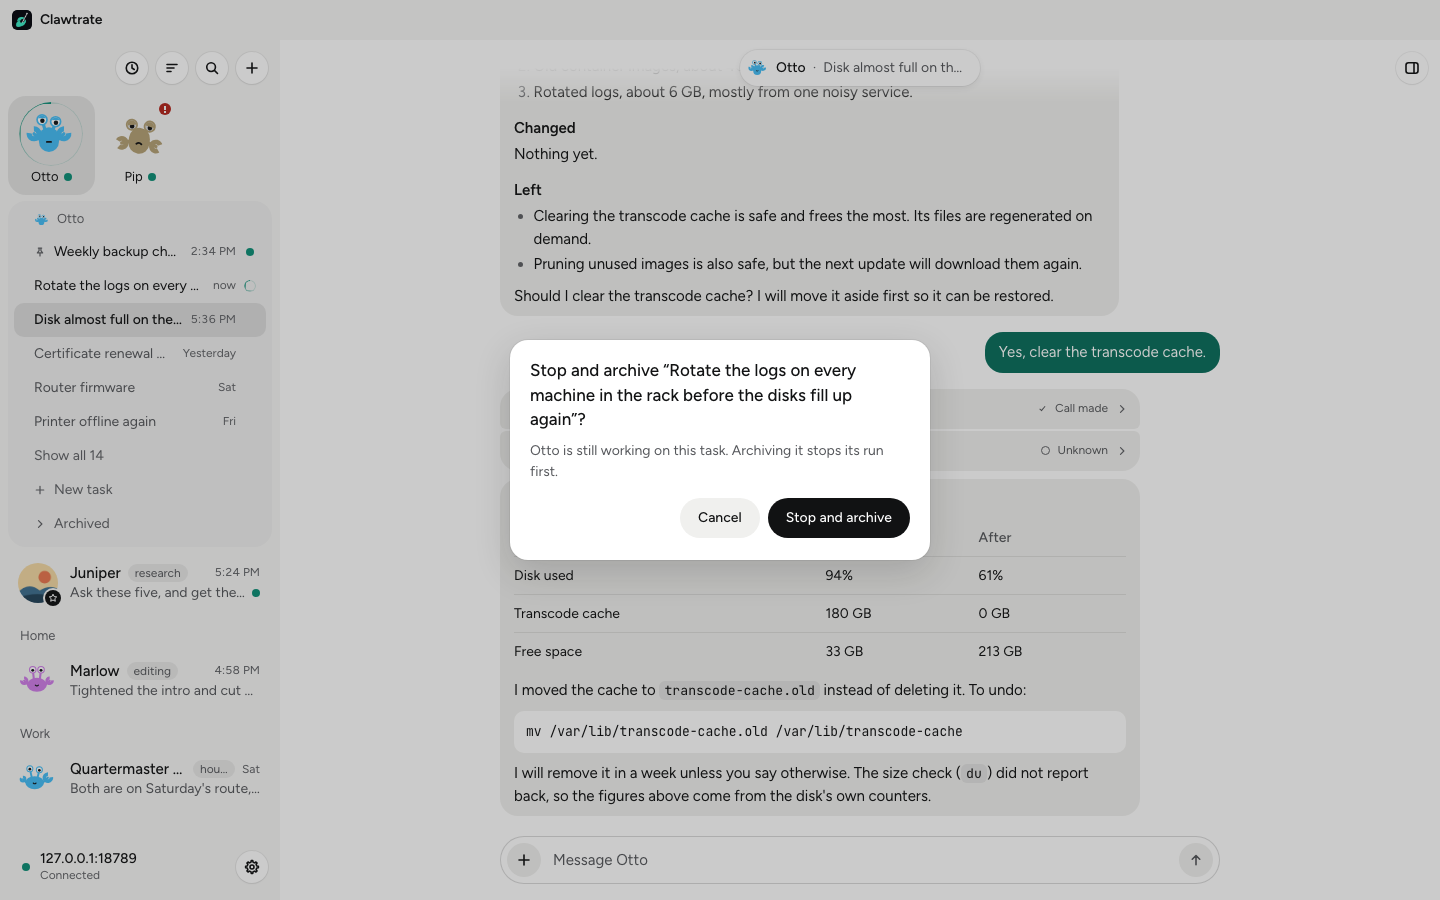 Clawtrate
Otto
Pip
Otto
Weekly backup ch... 2:34 PM
Rotate the logs on every ... now
Disk almost full on the... 5:36 PM
Certificate renewal ... Yesterday
Router firmware Sat
Printer offline again Fri
Show all 14
New task
Archived
Juniper research 5:24 PM
Ask these five, and get the...
Home
Marlow editing 4:58 PM
Tightened the intro and cut ...
Work
Quartermaster ... hou... Sat
Both are on Saturday's route,...
127.0.0.1:18789
Connected
Otto · Disk almost full on th...
3. Rotated logs, about 6 GB, mostly from one noisy service.
Changed
Nothing yet.
Left
• Clearing the transcode cache is safe and frees the most. Its files are regenerated on
demand.
• Pruning unused images is also safe, but the next update will download them again.
Should I clear the transcode cache? I will move it aside first so it can be restored.
Yes, clear the transcode cache.
Call made
Unknown
Stop and archive “Rotate the logs on every
machine in the rack before the disks fill up
again”?
Otto is still working on this task. Archiving it stops its run
first.
Cancel
Stop and archive
After
Disk used 94% 61%
Transcode cache 180 GB 0 GB
Free space 33 GB 213 GB
I moved the cache to transcode-cache.old instead of deleting it. To undo:
mv /var/lib/transcode-cache.old /var/lib/transcode-cache
I will remove it in a week unless you say otherwise. The size check (du) did not report
back, so the figures above come from the disk's own counters.
Message Otto